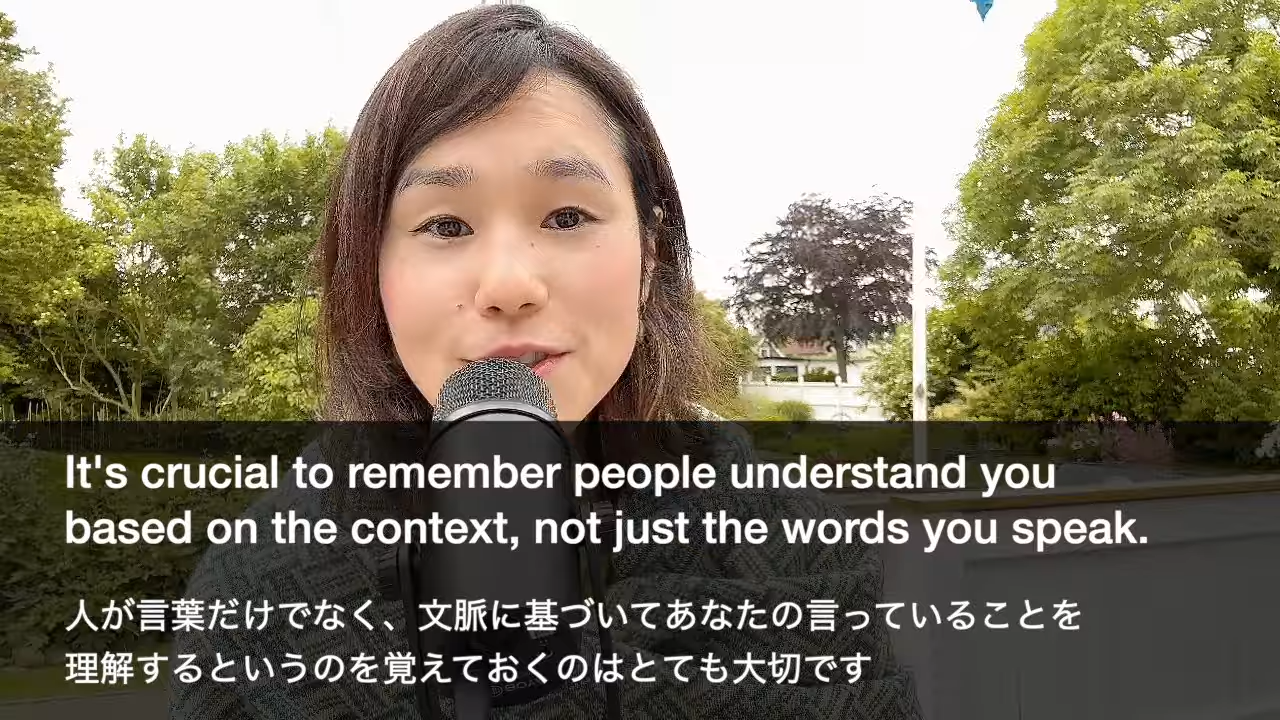 It's crucial to remember people understand you
based on the context, not just the words you speak.
人が言葉だけでなく、文脈に基づいてあなたの言っていることを
理解するというのを覚えておくのはとても大切です